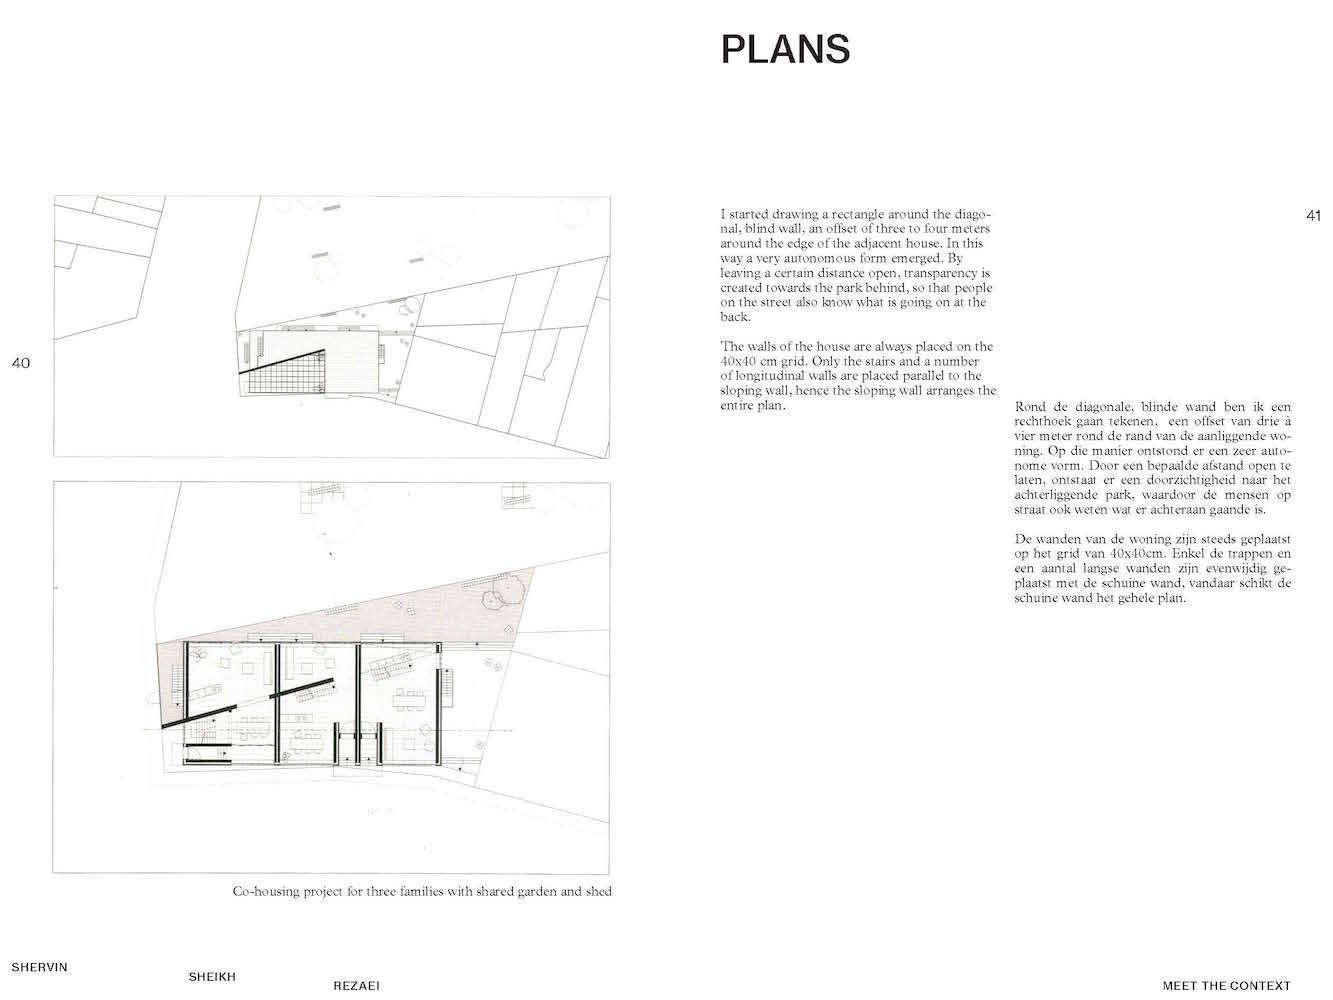 PLANS
I started drawing a rectangle around the diago-
nal, blind wall, an offset of three to four meters
around the edge of the adjacent house. In this
way a very autonomous form emerged. By
leaving a certain distance open, transparency is
created towards the park behind, so that people
on the street also know what is going on at the
back.
The walls of the house are always placed on the
40x40 cm grid. Only the stairs and a number
of longitudinal walls are placed parallel to the
sloping wall, hence the sloping wall arranges the
entire plan.
41
40
Rond de diagonale, blinde wand ben ik een
rechthoek gaan tekenen, een offset van drie à
vier meter rond de rand van de aanliggende wo-
ning. Op die manier ontstond er een zeer auto-
nome vorm. Door een bepaalde afstand open te
laten, ontstaat er een doorzichtigheid naar het
achterliggende park, waardoor de mensen op
straat ook weten wat er achteraan gaande is.
De wanden van de woning zijn steeds geplaatst
op het grid van 40x40cm. Enkel de trappen en
een aantal langse wanden zijn evenwijdig ge-
plaatst met de schuine wand, vandaar schikt de
schuine wand het gehele plan.
Co-housing project for three families with shared garden and shed
SHERVIN
SHEIKH
REZAEI
MEET THE CONTEXT